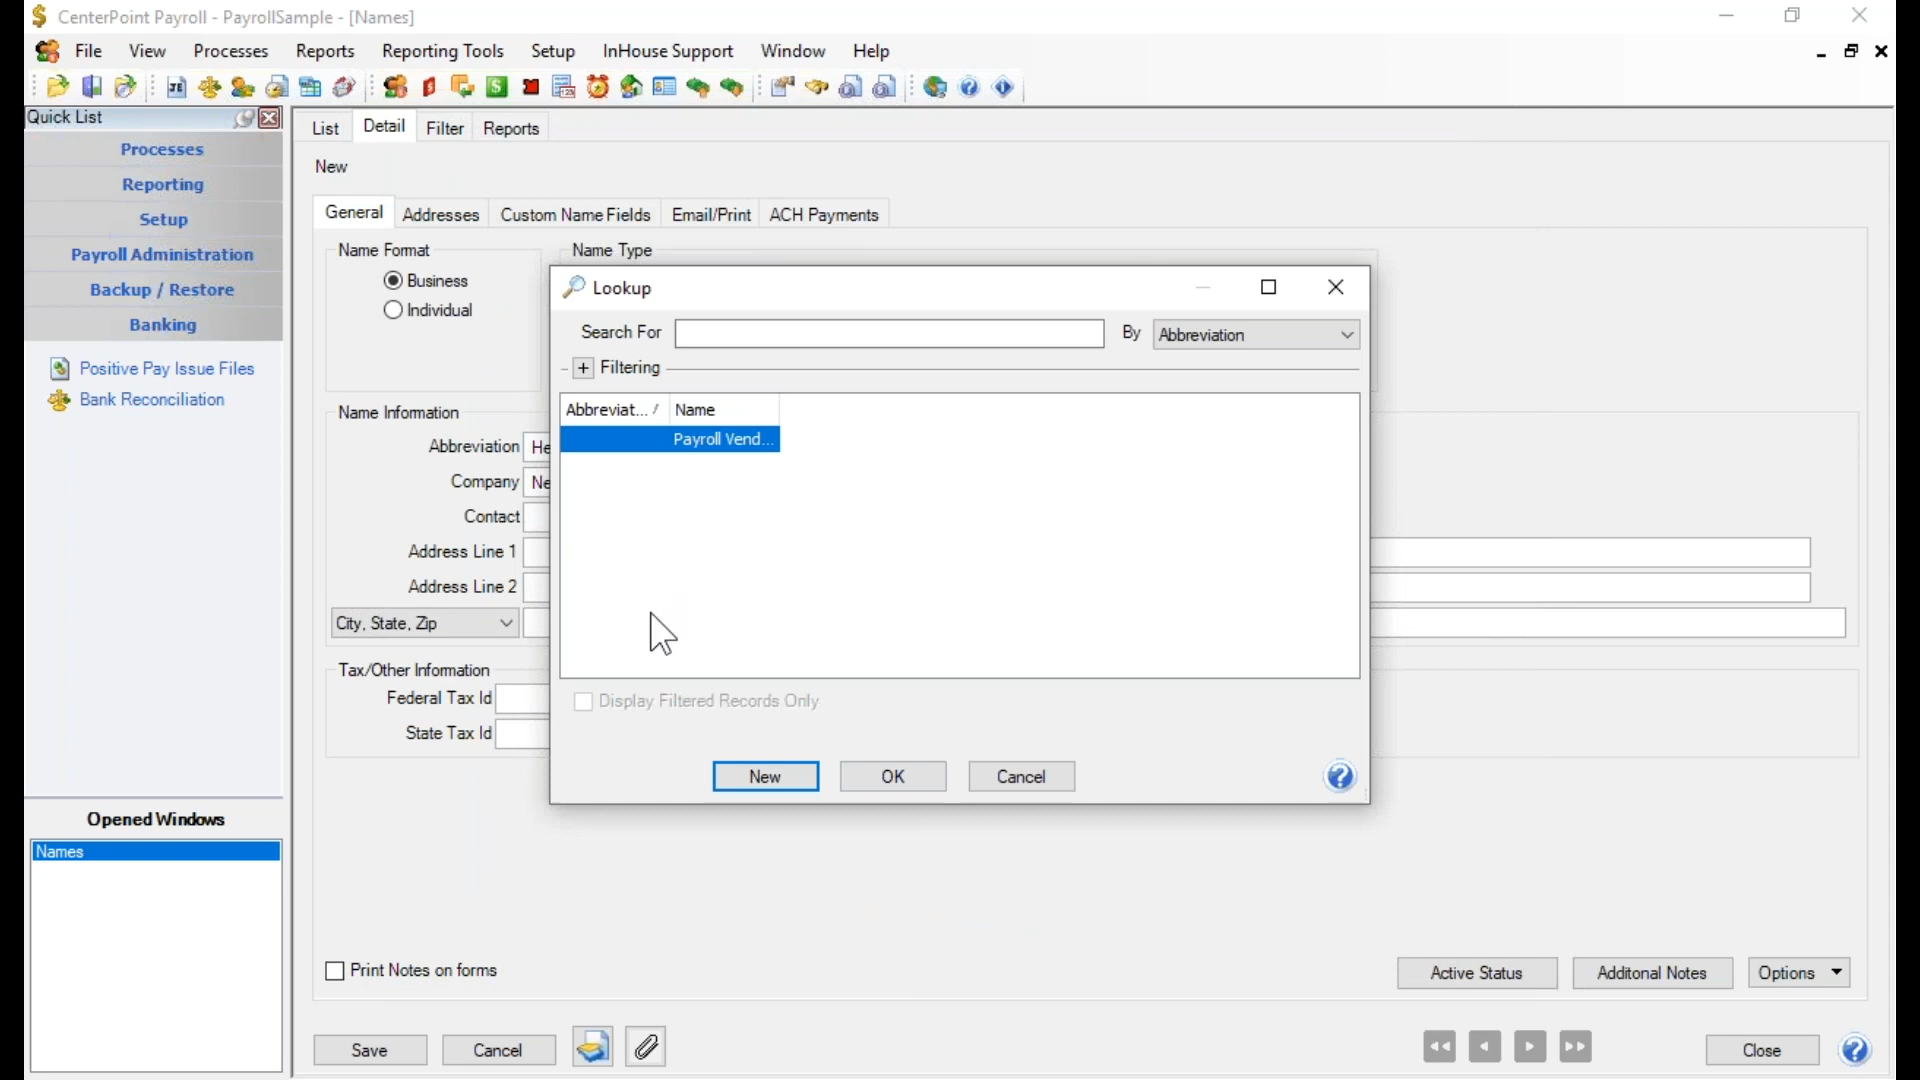 CenterPoint Payroll - PayrollSample - [Names]
File View Processes Reports Reporting Tools Setup InHouse Support Window Help
Quick List
Processes
Reporting
Setup
Payroll Administration
Backup / Restore
Banking
Positive Pay Issue Files
Bank Reconciliation
Opened Windows
Names
List Detail Filter Reports
New
General Addresses Custom Name Fields Email/Print ACH Payments
Name Format
Business
Individual
Name Type
Name Information
Abbreviation He
Company Ne
Contact
Address Line 1
Address Line 2
City, State, Zip
Tax/Other Information
Federal Tax Id
State Tax Id
Lookup
Search For By Abbreviation
+ Filtering
Abbreviat... / Name
Payroll Vend...
Display Filtered Records Only
New OK Cancel
Print Notes on forms
Active Status Additonal Notes Options
Save Cancel Close